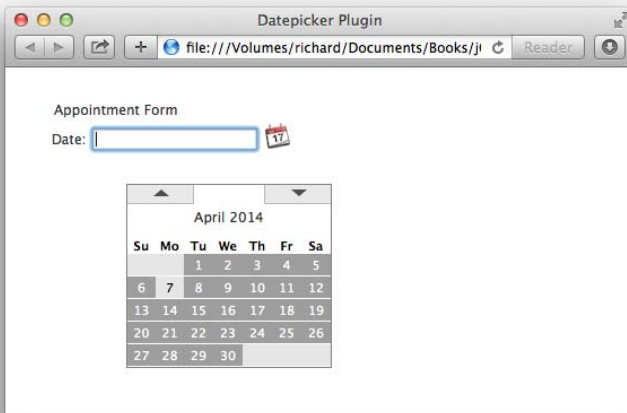 Datepicker Plugin
file:///Volumes/richard/Documents/Books/j
Reader
Appointment Form
Date:
17
April 2014
Su Mo Tu We Th Fr Sa
1 2 3 4 5
6 7 8 9 10 11 12
13 14 15 16 17 18 19
20 21 22 23 24 25 26
27 28 29 30